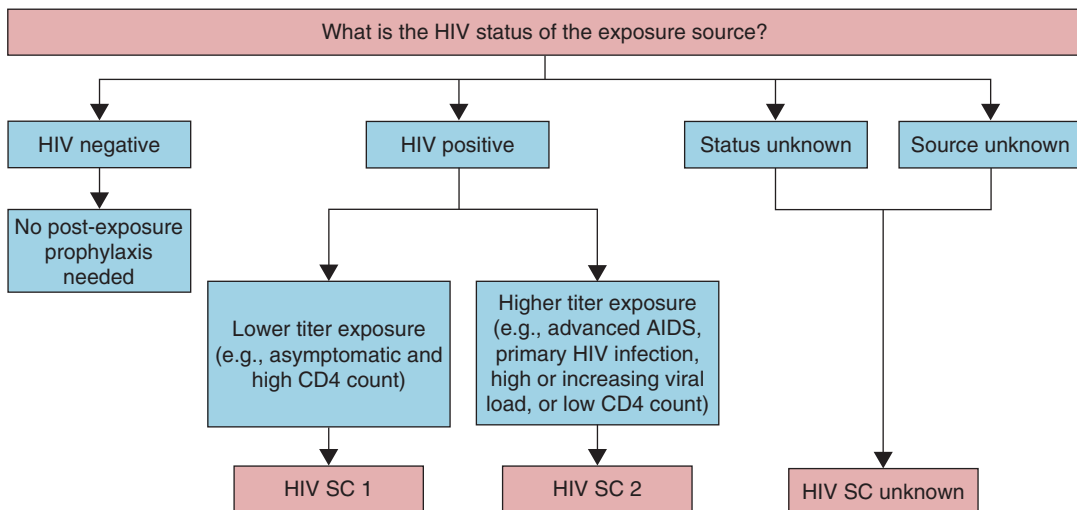 What is the HIV status of the exposure source?
HIV negative
HIV positive
Status unknown
Source unknown
No post-exposure
prophylaxis
needed
Lower titer exposure
(e.g., asymptomatic and
high CD4 count)
Higher titer exposure
(e.g., advanced AIDS,
primary HIV infection,
high or increasing viral
load, or low CD4 count)
HIV SC 1
HIV SC 2
HIV SC unknown